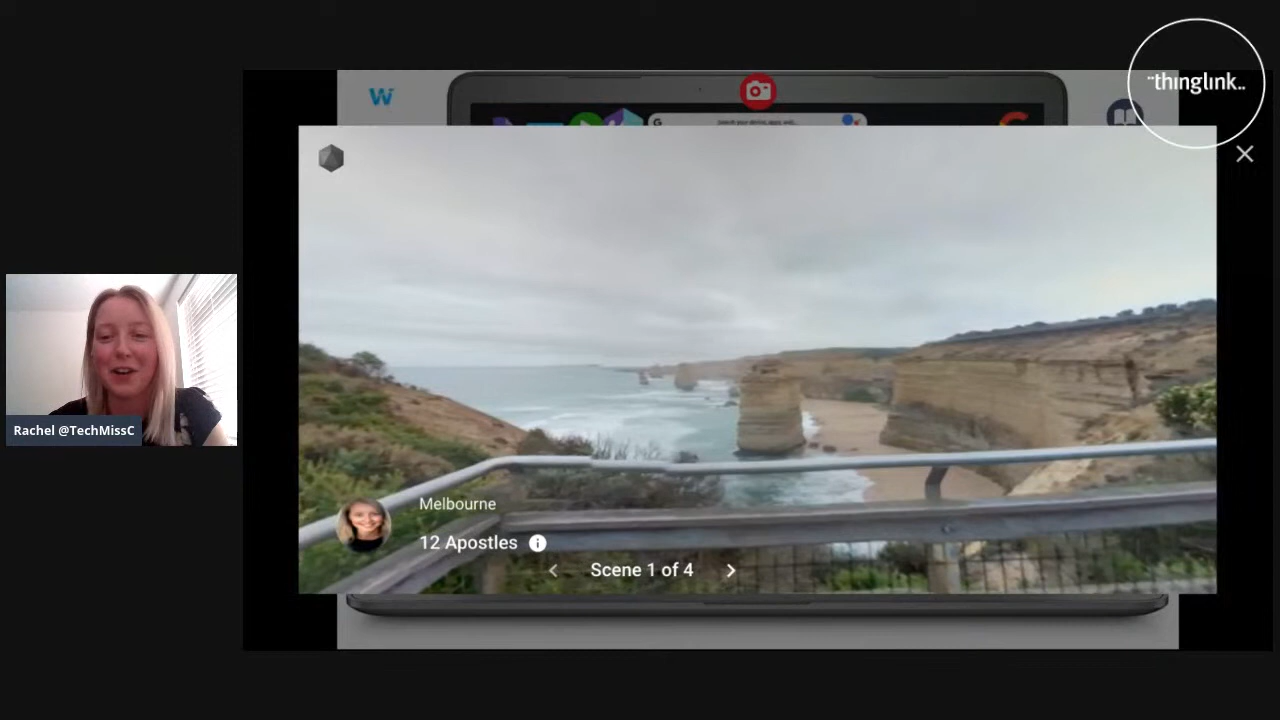 W
¨thinglink..
G
Melbourne
12 Apostles
Scene 1 of 4
Rachel @TechMissC